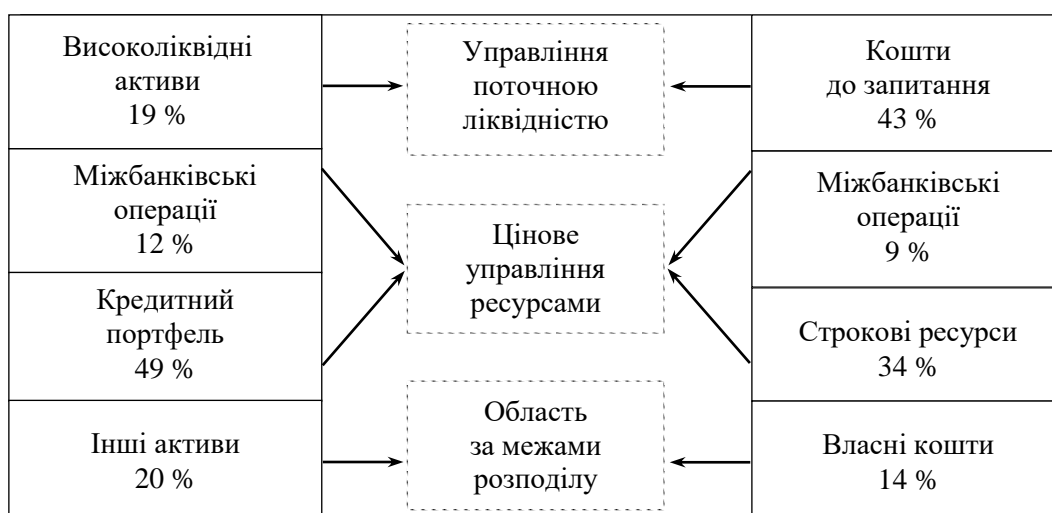 Високоліквідні
активи
19 %
Міжбанківські
операції
12 %
Кредитний
портфель
49 %
Інші активи
20 %
Управління
поточною
ліквідністю
Цінове
управління
ресурсами
Область
за межами
розподілу
Кошти
до запитання
43 %
Міжбанківські
операції
9 %
Строкові ресурси
34 %
Власні кошти
14 %